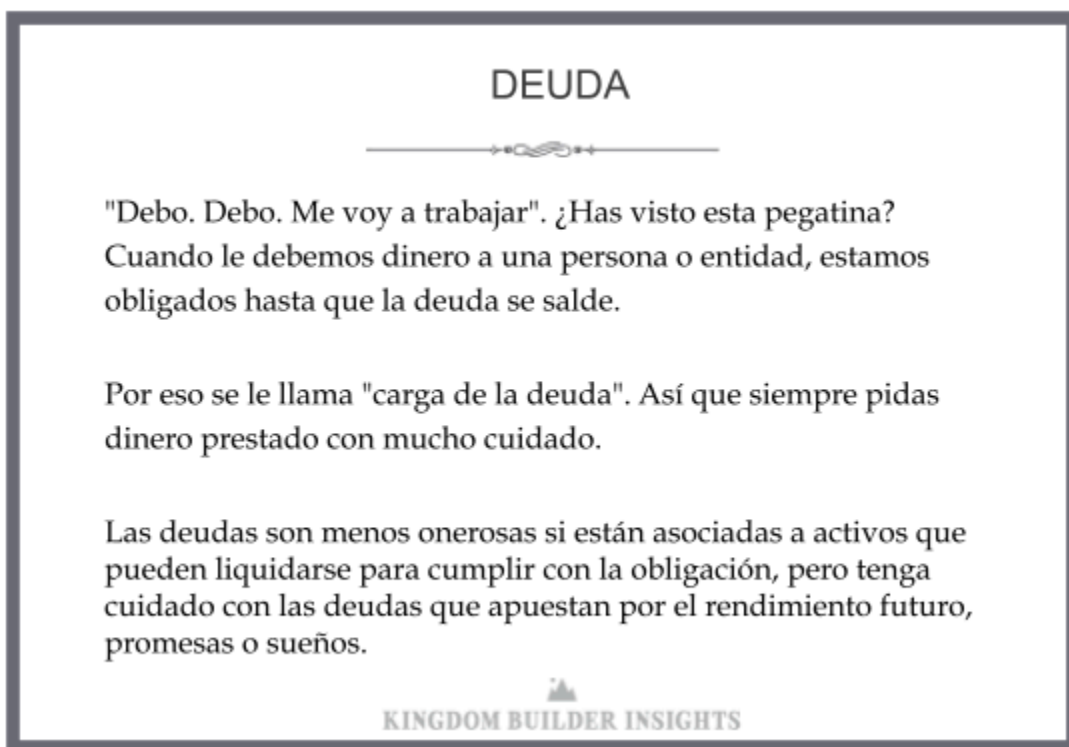 DEUDA
"Debo. Debo. Me voy a trabajar". ¿Has visto esta pegatina?
Cuando le debemos dinero a una persona o entidad, estamos
obligados hasta que la deuda se salde.
Por eso se le llama "carga de la deuda". Así que siempre pidas
dinero prestado con mucho cuidado.
Las deudas son menos onerosas si están asociadas a activos que
pueden liquidarse para cumplir con la obligación, pero tenga
cuidado con las deudas que apuestan por el rendimiento futuro,
promesas o sueños.
KINGDOM BUILDER INSIGHTS